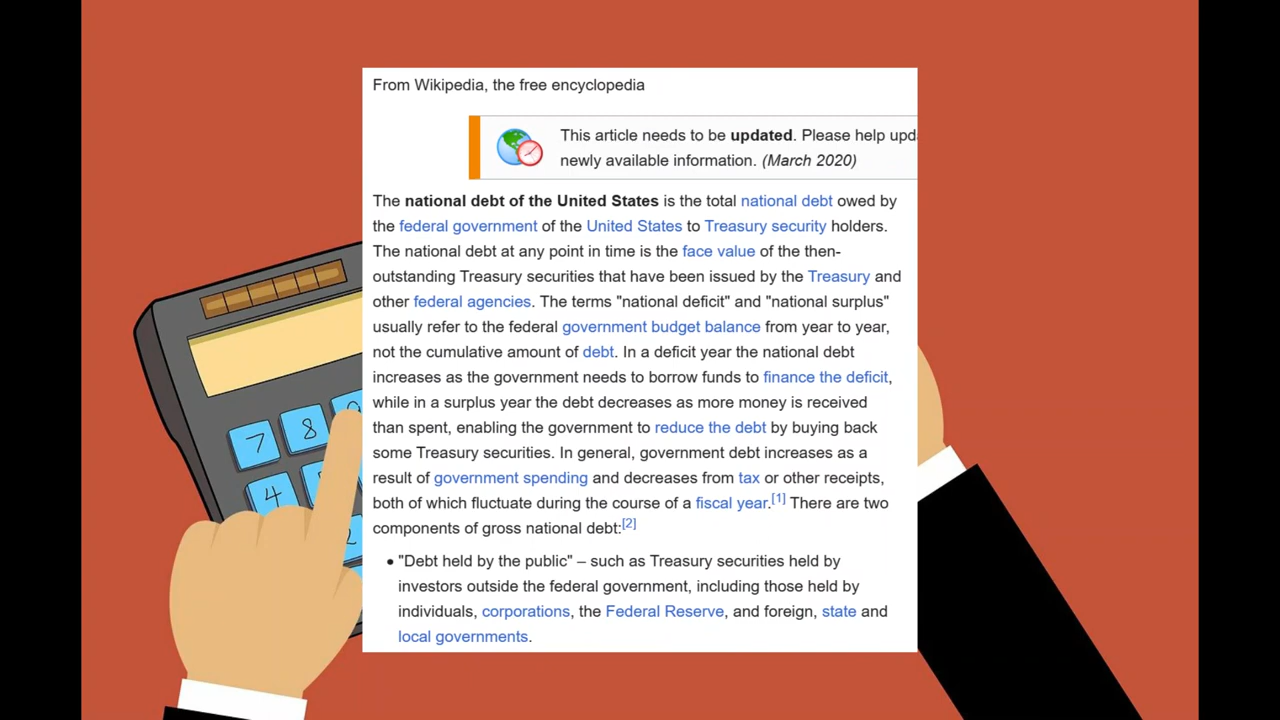 From Wikipedia, the free encyclopedia
This article needs to be updated. Please help upd
newly available information. (March 2020)
The national debt of the United States is the total national debt owed by
the federal government of the United States to Treasury security holders.
The national debt at any point in time is the face value of the then-
outstanding Treasury securities that have been issued by the Treasury and
other federal agencies. The terms "national deficit" and "national surplus"
usually refer to the federal government budget balance from year to year,
not the cumulative amount of debt. In a deficit year the national debt
increases as the government needs to borrow funds to finance the deficit,
while in a surplus year the debt decreases as more money is received
than spent, enabling the government to reduce the debt by buying back
some Treasury securities. In general, government debt increases as a
result of government spending and decreases from tax or other receipts,
both of which fluctuate during the course of a fiscal year.[1] There are two
components of gross national debt:[2]
• "Debt held by the public" – such as Treasury securities held by
investors outside the federal government, including those held by
individuals, corporations, the Federal Reserve, and foreign, state and
local governments.
7 8
4